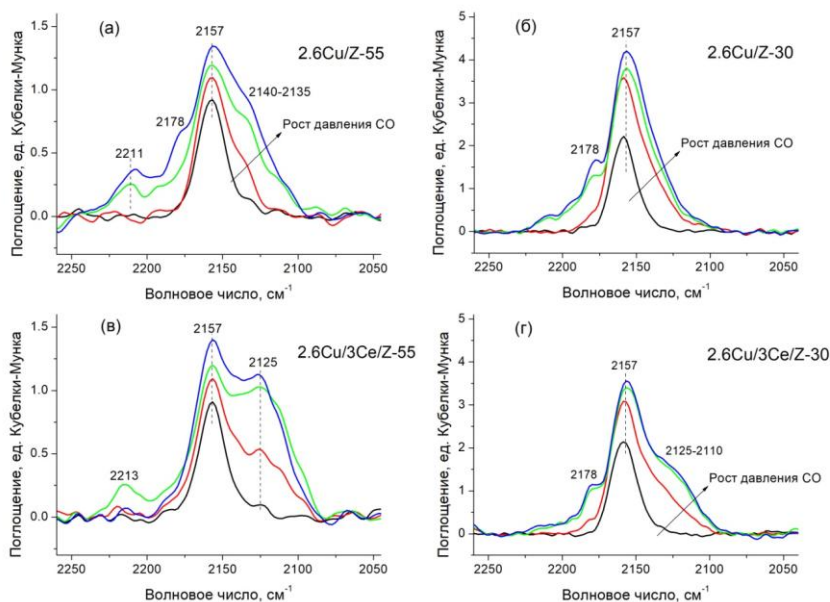 (а)
2157
2.6Cu/Z-55
2178
2140-2135
2211
Рост давления СО
Поглощение, ед. Кубелки-Мунка
1.5
1.0
0.5
0.0
2250 2200 2150 2100 2050
Волновое число, см-1
(б)
2157
2.6Cu/Z-30
2178
Рост давления СО
Поглощение, ед. Кубелки-Мунка
5
4
3
2
1
0
2250 2200 2150 2100 2050
Волновое число, см-1
(в)
2157
2.6Cu/3Ce/Z-55
2125
2213
Поглощение, ед. Кубелки-Мунка
1.5
1.0
0.5
0.0
2250 2200 2150 2100 2050
Волновое число, см-1
(г)
2157
2.6Cu/3Ce/Z-30
2178
2125-2110
Рост давления СО
Поглощение, ед. Кубелки-Мунка
5
4
3
2
1
0
2250 2200 2150 2100 2050
Волновое число, см-1